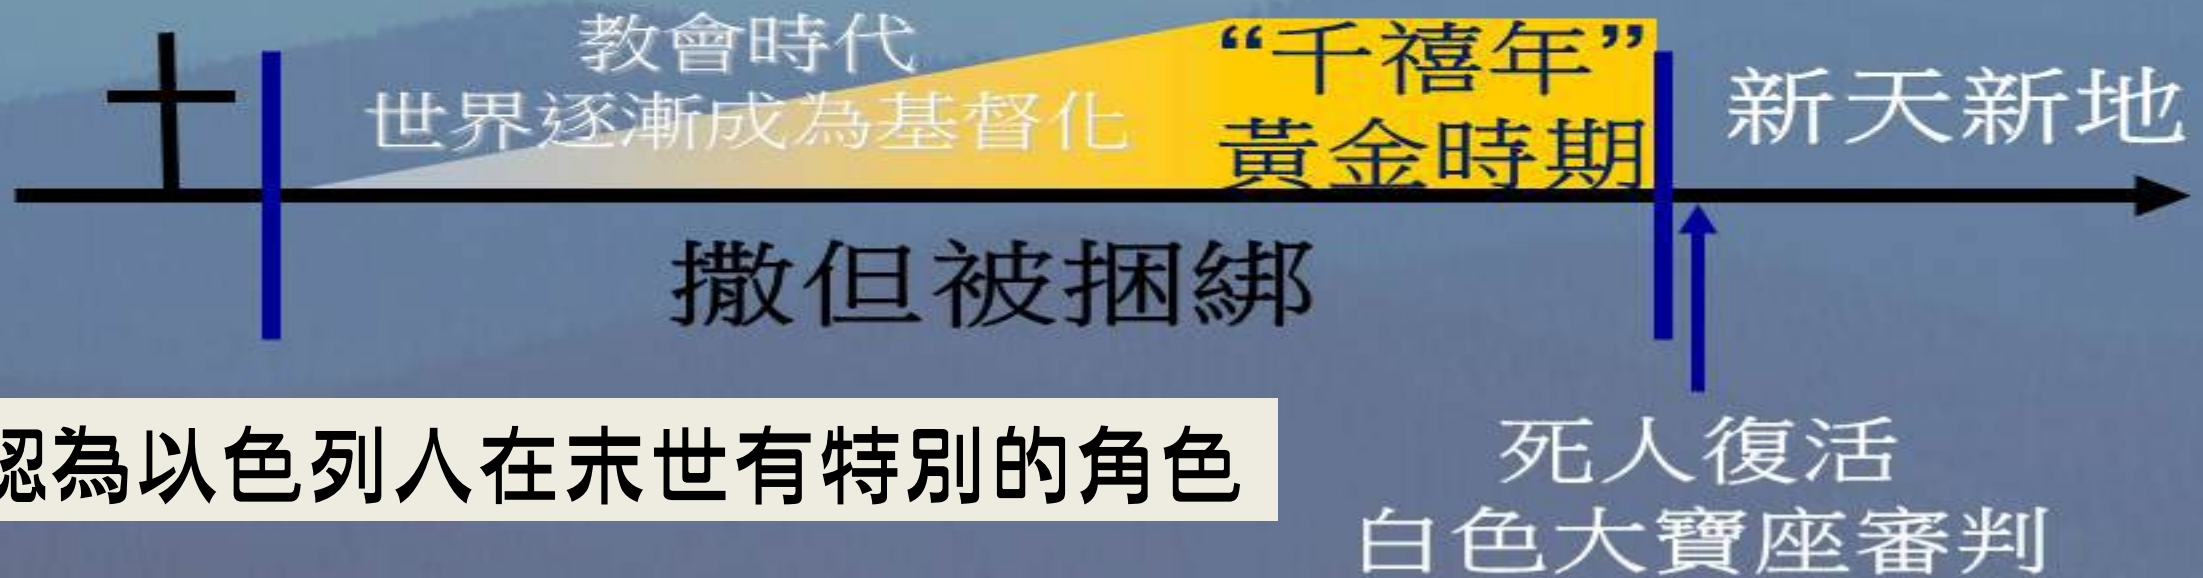 教會時代
世界逐漸成為基督化
“千禧年”
黃金時期
新天新地
撒但被捆綁
認為以色列人在末世有特別的角色
死人復活
白色大寶座審判